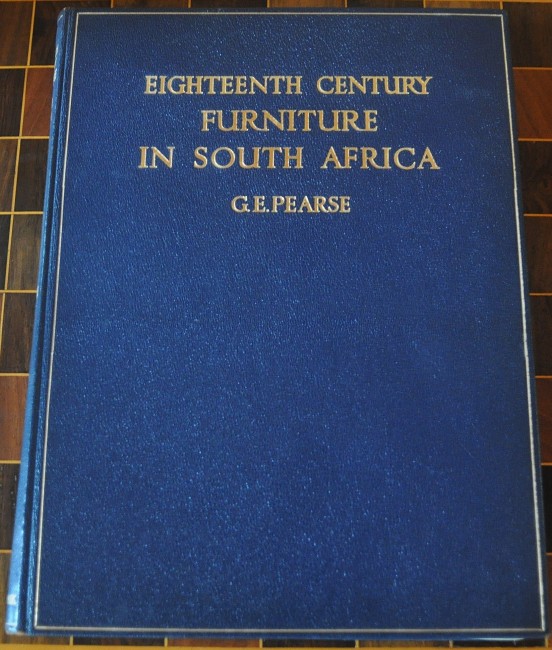 EIGHTEENTH CENTURY
FURNITURE
IN SOUTH AFRICA
G.E.PEARSE